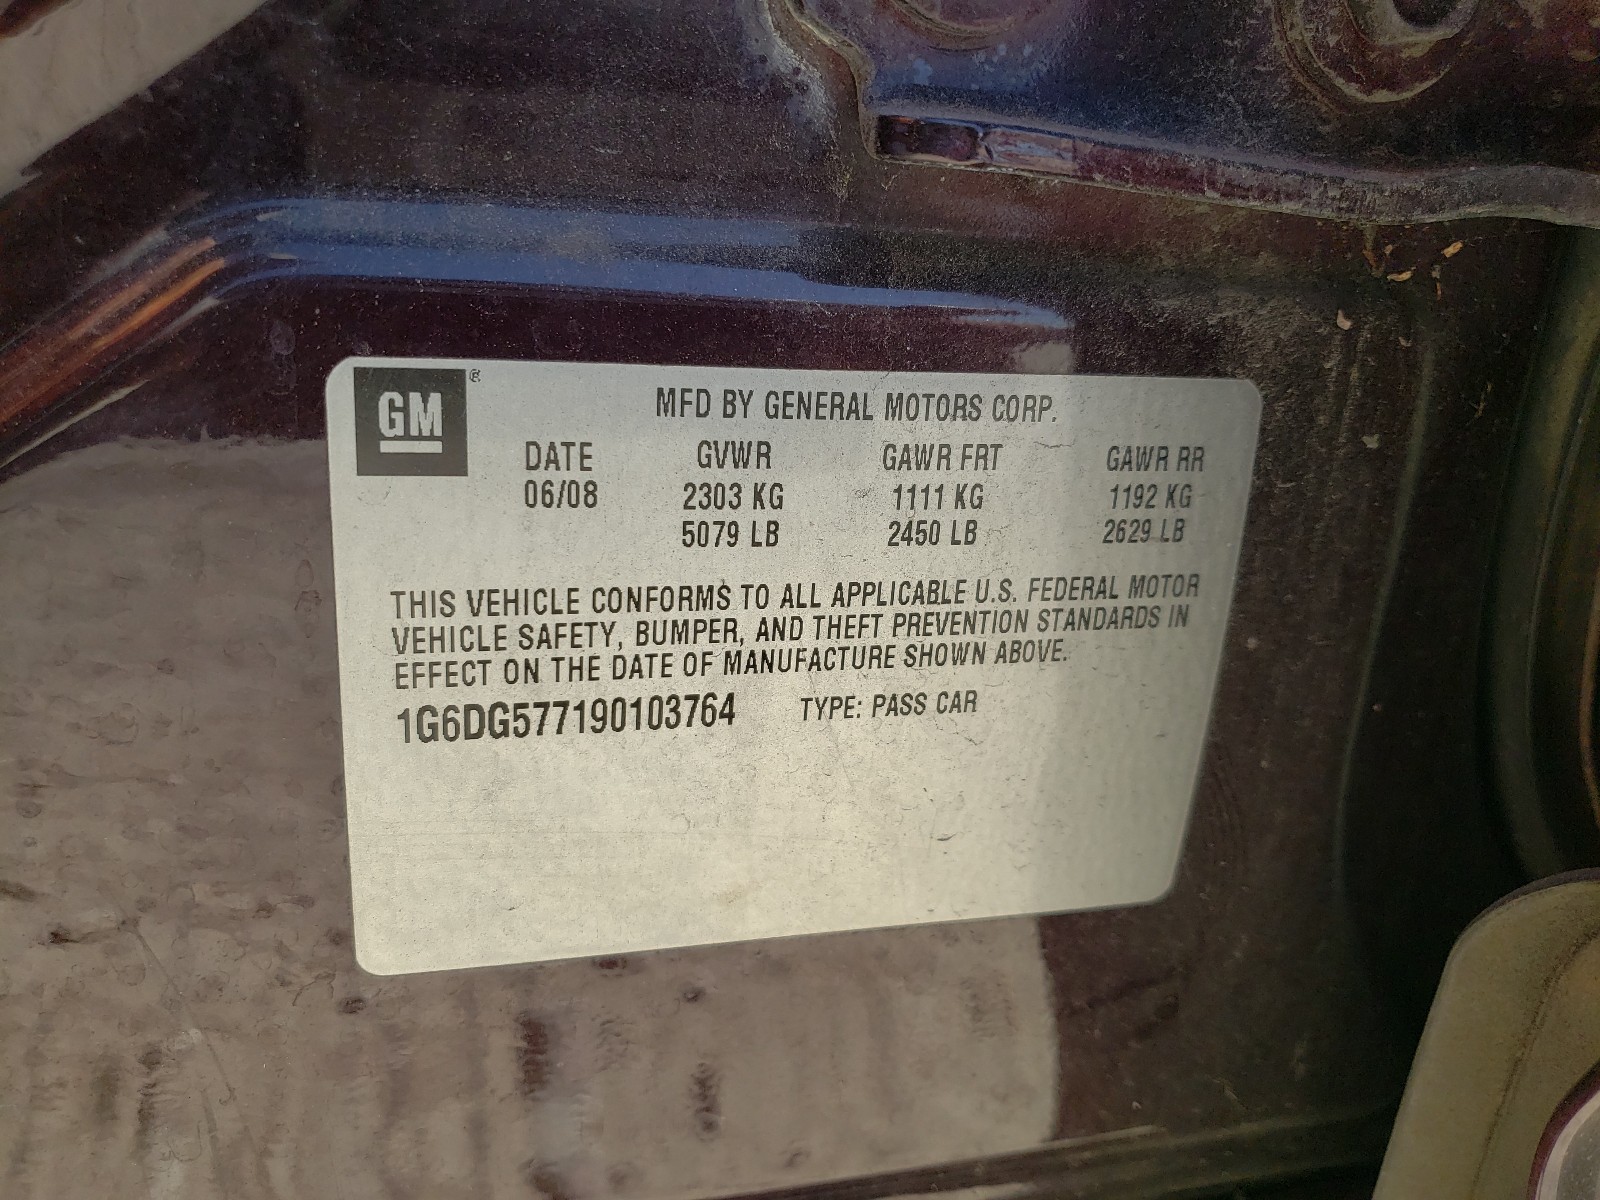 GM ® MFD BY GENERAL MOTORS CORP.
DATE GVWR GAWR FRT GAWR RR
06/08 2303 KG 1111 KG 1192 KG
5079 LB 2450 LB 2629 LB
THIS VEHICLE CONFORMS TO ALL APPLICABLE U.S. FEDERAL MOTOR
VEHICLE SAFETY, BUMPER, AND THEFT PREVENTION STANDARDS IN
EFFECT ON THE DATE OF MANUFACTURE SHOWN ABOVE.
1G6DG577190103764 TYPE: PASS CAR